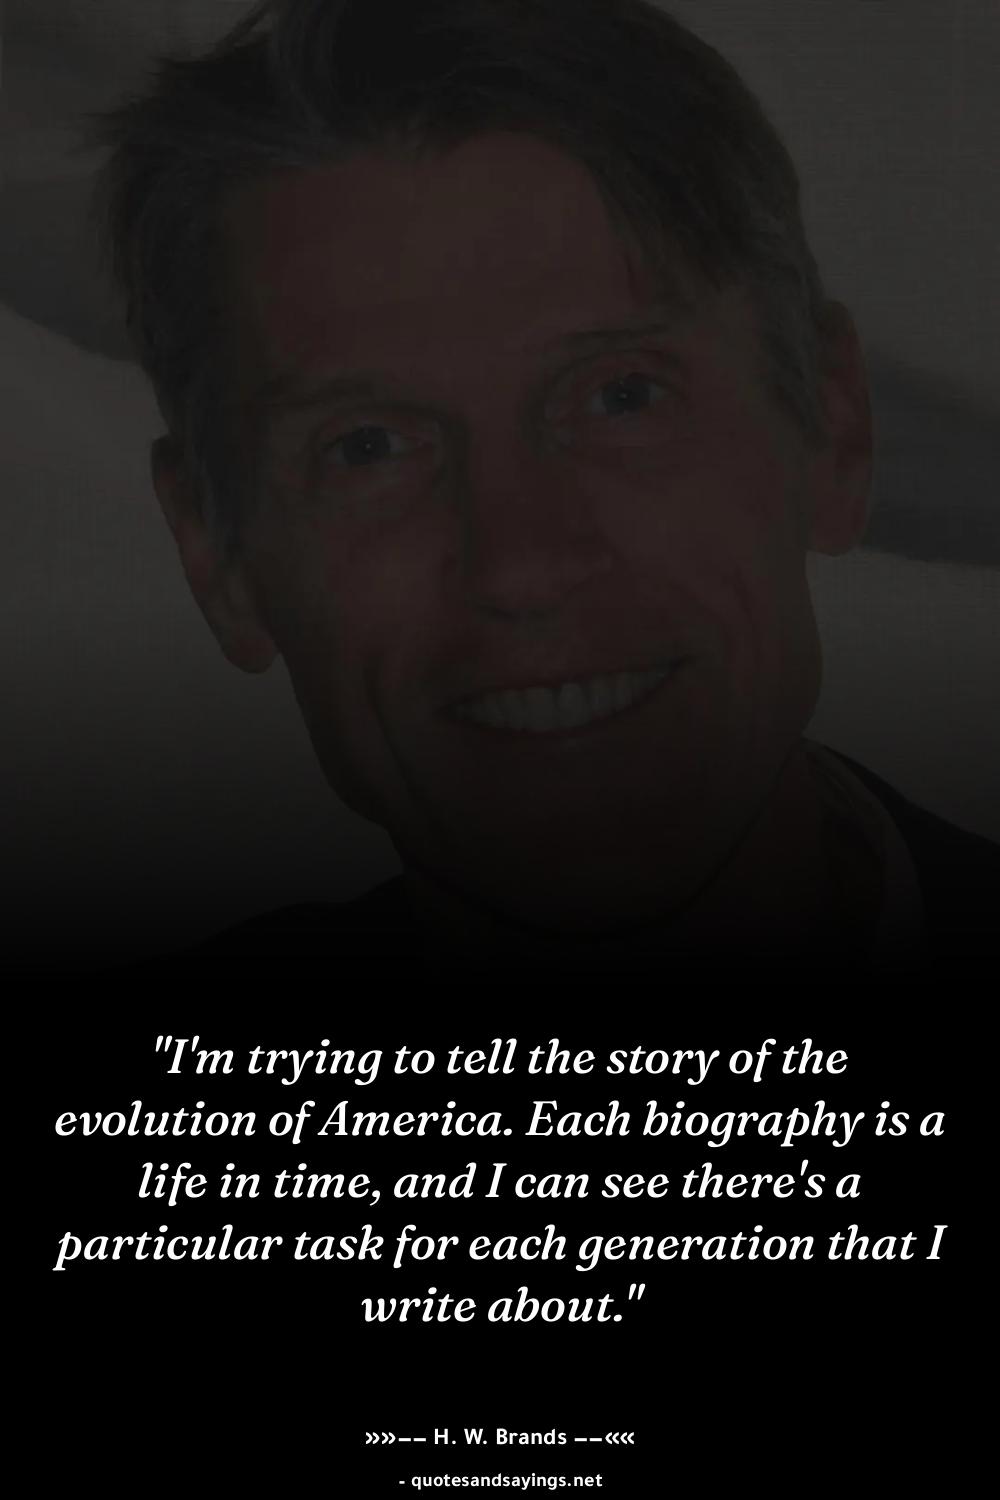 "I'm trying to tell the story of the
evolution of America. Each biography is a
life in time, and I can see there's a
particular task for each generation that I
write about."
»»–– H. W. Brands ––««
- quotesandsayings.net